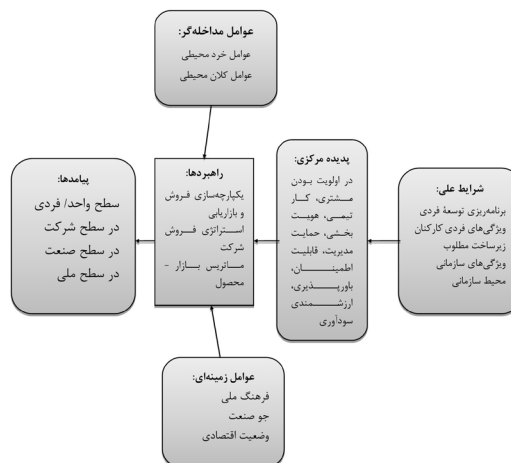 عوامل مداخله‌گر:
عوامل خرد محیطی
عوامل کلان محیطی
شرایط علی:
برنامه‌ریزی توسعۀ فردی
ویژگی‌های فردی کارکنان
زیرساخت مطلوب
ویژگی‌های سازمانی
محیط سازمانی
پدیده مرکزی:
در اولویت بودن
مشتری، کار
تیمی، هویت
بخشی، حمایت
مدیریت، قابلیت
اطمینان،
باورپذیری،
ارزشمندی
سودآوری
راهبردها:
یکپارچه‌سازی فروش
و بازاریابی
استراتژی فروش
شرکت
ماتریس بازار -
محصول
پیامدها:
سطح واحد/ فردی
در سطح شرکت
در سطح صنعت
در سطح ملی
عوامل زمینه‌ای:
فرهنگ ملی
جو صنعت
وضعیت اقتصادی